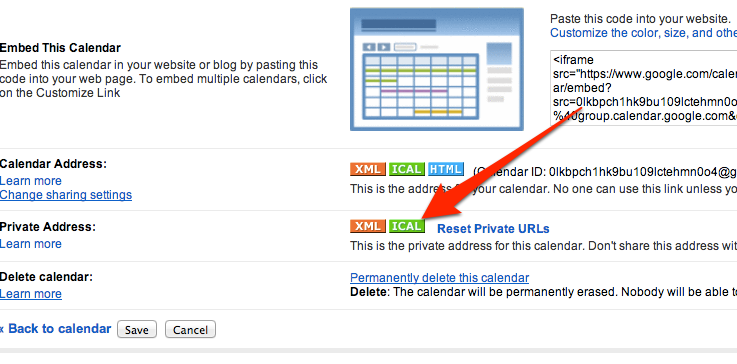 Paste this code into your website.
Customize the color, size, and othe
Embed This Calendar
Embed this calendar in your website or blog by pasting this
code into your web page. To embed multiple calendars, click
on the Customize Link
<iframe
src="https://www.google.com/calen
ar/embed?
src=0lkbpch1hk9bu109lctehmn0o
%40group.calendar.google.com&
Calendar Address:
Learn more
Change sharing settings
XML ICAL HTML (Calendar ID: 0lkbpch1hk9bu109lctehmn0o4@g
This is the address your calendar. No one can use this link unless yo
Private Address:
Learn more
XML ICAL Reset Private URLs
This is the private address for this calendar. Don't share this address wit
Delete calendar:
Learn more
Permanently delete this calendar
Delete: The calendar will be permanently erased. Nobody will be able to
« Back to calendar Save Cancel